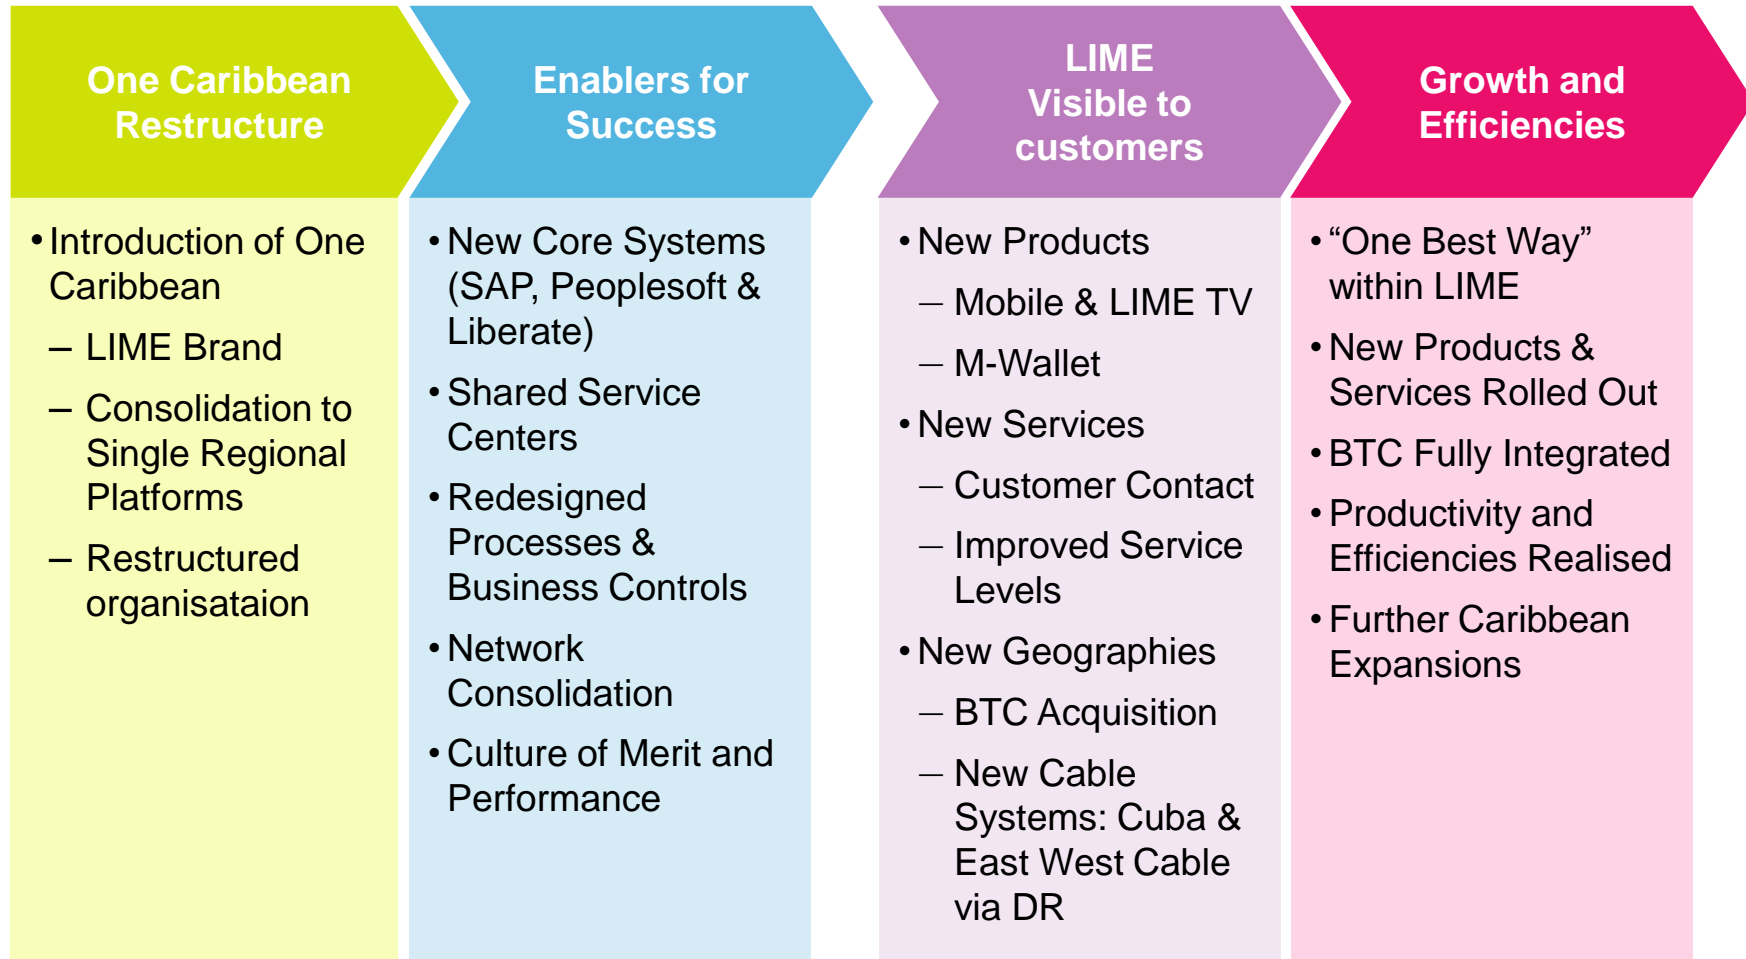 One Caribbean
Restructure
• Introduction of One
Caribbean
– LIME Brand
– Consolidation to
Single Regional
Platforms
– Restructured
organisataion
Enablers for
Success
• New Core Systems
(SAP, Peoplesoft &
Liberate)
• Shared Service
Centers
• Redesigned
Processes &
Business Controls
• Network
Consolidation
• Culture of Merit and
Performance
LIME
Visible to
customers
• New Products
– Mobile & LIME TV
– M-Wallet
• New Services
– Customer Contact
– Improved Service
Levels
• New Geographies
– BTC Acquisition
– New Cable
Systems: Cuba &
East West Cable
via DR
Growth and
Efficiencies
• “One Best Way”
within LIME
• New Products &
Services Rolled Out
• BTC Fully Integrated
• Productivity and
Efficiencies Realised
• Further Caribbean
Expansions